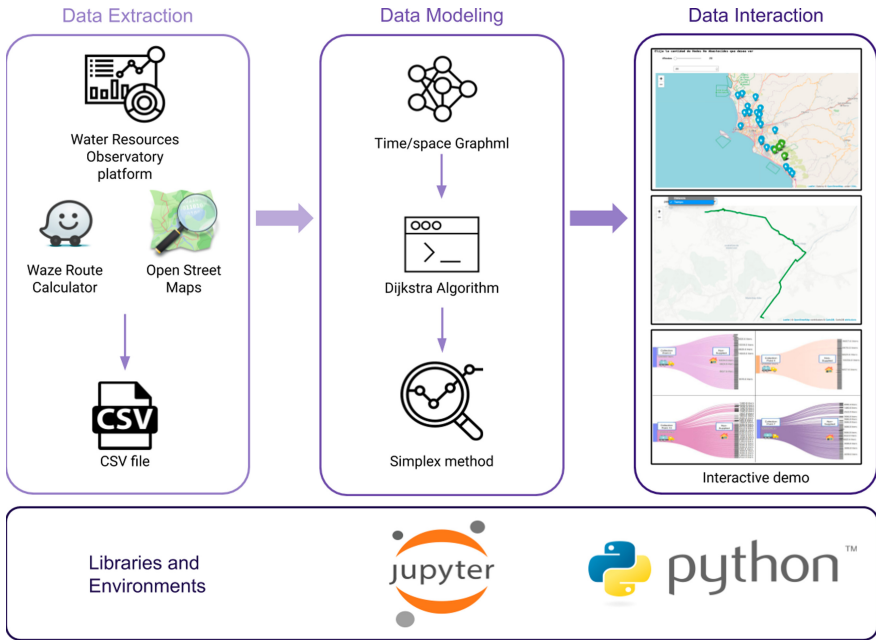 Data Extraction
Data Modeling
Data Interaction
Water Resources
Observatory
platform
Waze Route
Calculator
Open Street
Maps
CSV
CSV file
Time/space Graphml
Dijkstra Algorithm
Simplex method
Interactive demo
Libraries and
Environments
jupyter
python™